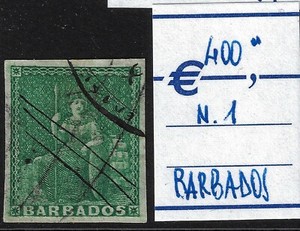 400"
€ ,
N. 1
BARBADOS
BARBADOS